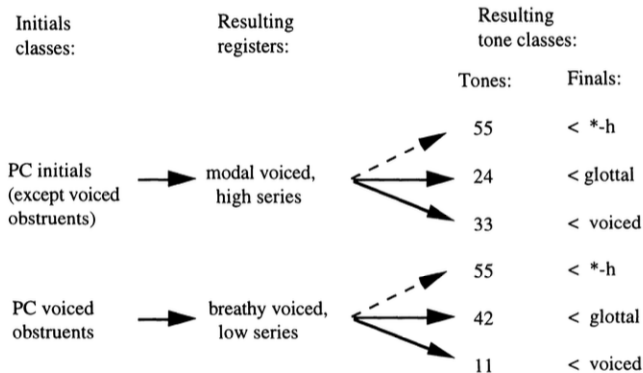 Initials
classes:
Resulting
registers:
Resulting
tone classes:
Tones:
Finals:
55
< *-h
PC initials
(except voiced
obstruents)
modal voiced,
high series
24
< glottal
33
< voiced
55
< *-h
PC voiced
obstruents
breathy voiced,
low series
42
< glottal
11
< voiced